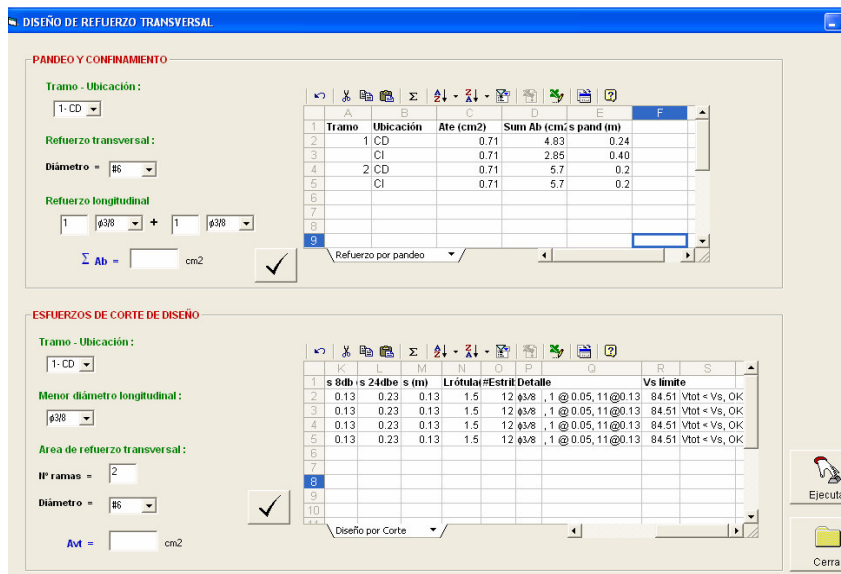 DISEÑO DE REFUERZO TRANSVERSAL
PANDEO Y CONFINAMIENTO
Tramo - Ubicación :
1- CD
Refuerzo transversal :
Diámetro = #6
Refuerzo longitudinal
1 ϕ3/8 + 1 ϕ3/8
∑ Ab = cm2
A B C D E F
1 Tramo Ubicación Ate (cm2) Sum Ab (cm2 s pand (m)
2 1 CD 0.71 4.83 0.24
3 CI 0.71 2.85 0.40
4 2 CD 0.71 5.7 0.2
5 CI 0.71 5.7 0.2
6
7
8
9
Refuerzo por pandeo
ESFUERZOS DE CORTE DE DISEÑO
Tramo - Ubicación :
1- CD
Menor diámetro longitudinal :
ϕ3/8
Area de refuerzo transversal :
Nº ramas = 2
Diámetro = #6
Avt = cm2
K L M N O P Q R S
1 s 8db s 24dbe s (m) Lrótula #Estrib Detalle Vs límite
2 0.13 0.23 0.13 1.5 12 ϕ3/8 , 1 @ 0.05, 11@0.13 84.51 Vtot < Vs, OK
3 0.13 0.23 0.13 1.5 12 ϕ3/8 , 1 @ 0.05, 11@0.13 84.51 Vtot < Vs, OK
4 0.13 0.23 0.13 1.5 12 ϕ3/8 , 1 @ 0.05, 11@0.13 84.51 Vtot < Vs, OK
5 0.13 0.23 0.13 1.5 12 ϕ3/8 , 1 @ 0.05, 11@0.13 84.51 Vtot < Vs, OK
6
7
8
9
10
Diseño por Corte
Ejecuta
Cerra